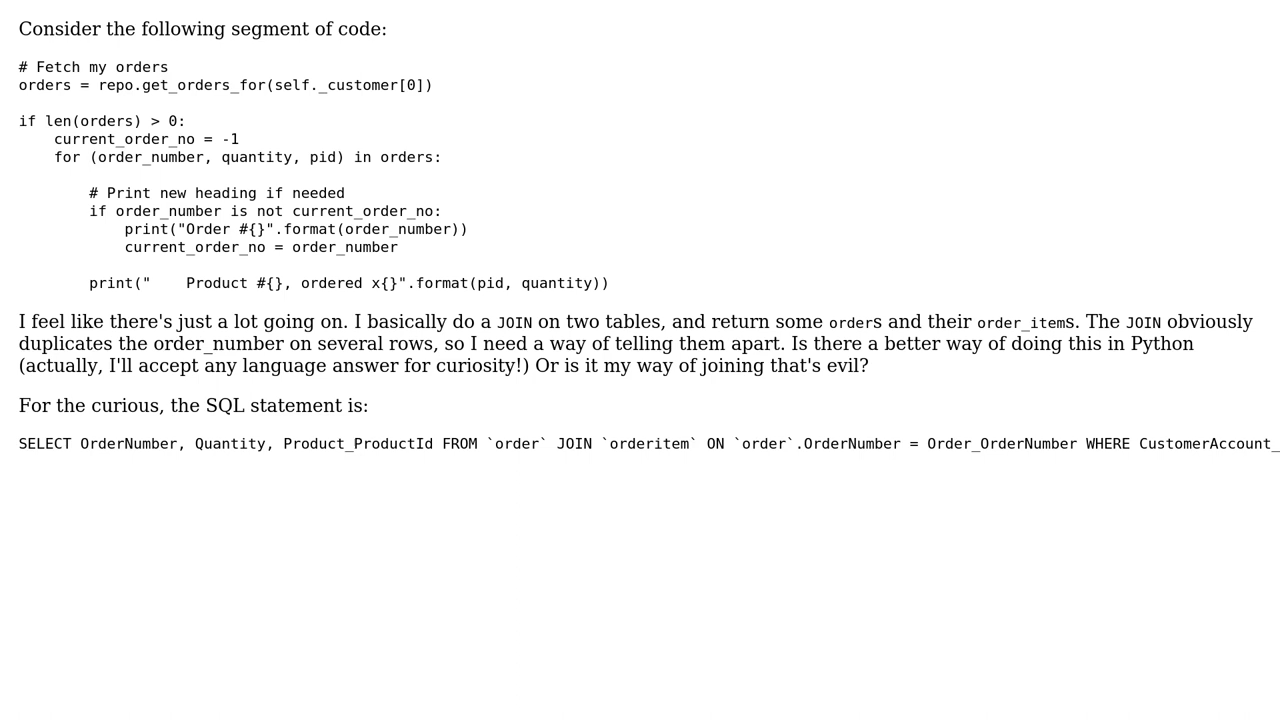 Consider the following segment of code:
# Fetch my orders
orders = repo.get_orders_for(self._customer[0])
if len(orders) > 0:
    current_order_no = -1
    for (order_number, quantity, pid) in orders:
        # Print new heading if needed
        if order_number is not current_order_no:
            print("Order #{}".format(order_number))
            current_order_no = order_number
        print("    Product #{}, ordered x{}".format(pid, quantity))
I feel like there's just a lot going on. I basically do a JOIN on two tables, and return some orders and their order_items. The JOIN obviously
duplicates the order_number on several rows, so I need a way of telling them apart. Is there a better way of doing this in Python
(actually, I'll accept any language answer for curiosity!) Or is it my way of joining that's evil?
For the curious, the SQL statement is:
SELECT OrderNumber, Quantity, Product_ProductId FROM `order` JOIN `orderitem` ON `order`.OrderNumber = Order_OrderNumber WHERE CustomerAccount_